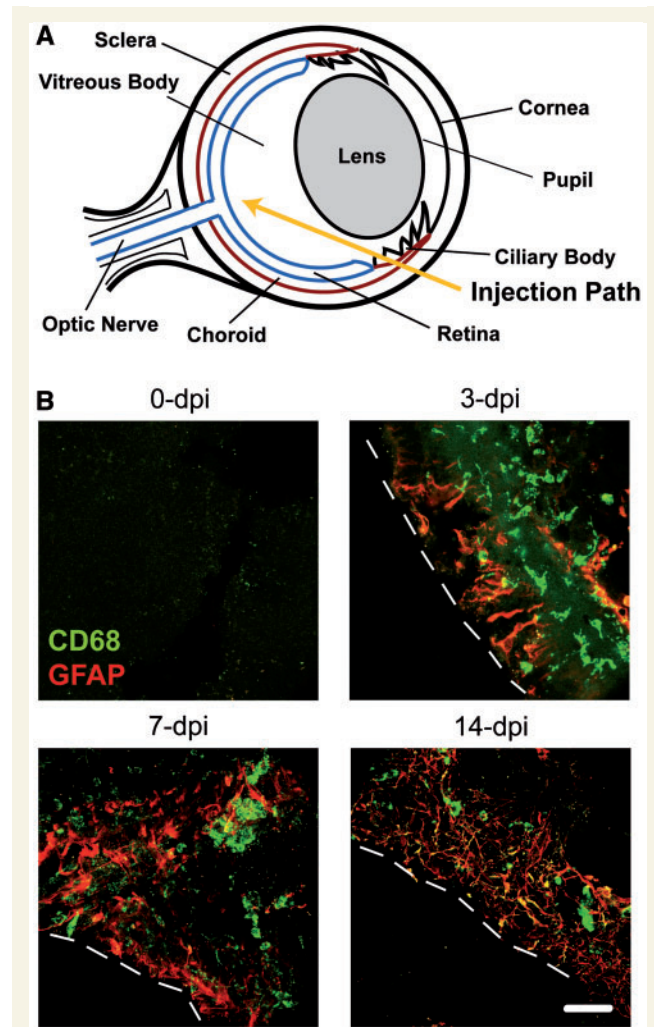 A
Sclera
Vitreous Body
Lens
Cornea
Pupil
Ciliary Body
Injection Path
Optic Nerve
Choroid
Retina
B
0-dpi
3-dpi
CD68
GFAP
7-dpi
14-dpi